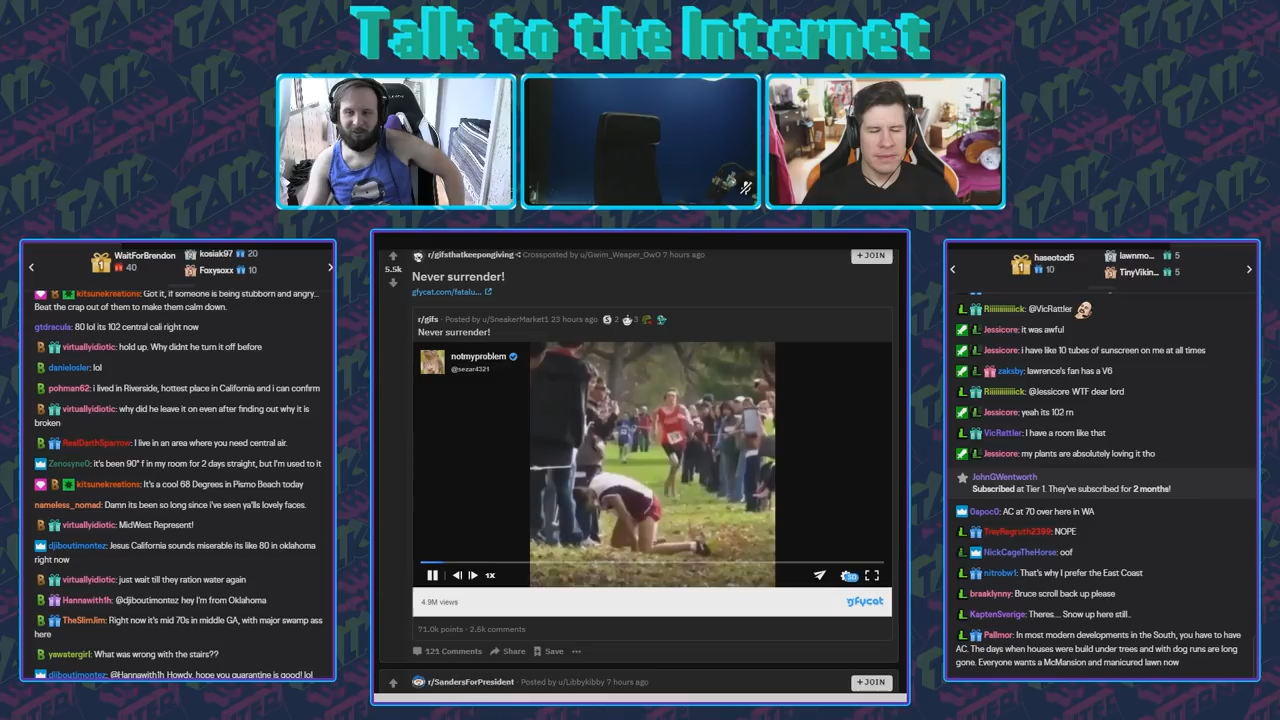 Talk to the Internet
WaitForBrendon
40
kosiak97 20
Foxysoxx 10
kitsunekreations: Got it, if someone is being stubborn and angry...
Beat the crap out of them to make them calm down.
gtdracula: 80 lol its 102 central cali right now
virtuallyidiotic: hold up. Why didnt he turn it off before
danielosler: lol
pohman62: i lived in Riverside, hottest place in California and i can confirm
virtuallyidiotic: why did he leave it on even after finding out why it is
broken
RealDarthSparrow: I live in an area where you need central air.
Zenosyne0: it's been 90° f in my room for 2 days straight, but I'm used to it
kitsunekreations: It's a cool 68 Degrees in Pismo Beach today
nameless_nomad: Damn its been so long since i've seen ya'lls lovely faces.
virtuallyidiotic: MidWest Represent!
djiboutimontez: Jesus California sounds miserable its like 80 in oklahoma
right now
virtuallyidiotic: just wait till they ration water again
Hannawith1h: @djiboutimontez hey I'm from Oklahoma
TheSlimJim: Right now it's mid 70s in middle GA, with major swamp ass
here
yawatergirl: What was wrong with the stairs??
djiboutimontez: @Hannawith1h Howdy, hope you quarantine is good! lol
5.5k
r/gifsthatkeepongiving Crossposted by u/Gwim_Weaper_OwO 7 hours ago
+ JOIN
Never surrender!
gfycat.com/fatalu...
r/gifs · Posted by u/SneakerMarket1 23 hours ago 2 3
Never surrender!
notmyproblem
@sezar4321
1X
SD
4.9M views
gfycat
71.0k points · 2.5k comments
121 Comments Share Save
r/SandersForPresident · Posted by u/Libbykibby 7 hours ago
+ JOIN
haseotod5
10
lawnmo... 5
TinyVikin... 5
Riiiiiiiiiiiick: @VicRattler
Jessicore: it was awful
Jessicore: i have like 10 tubes of sunscreen on me at all times
zaksby: lawrence's fan has a V6
Riiiiiiiiiiiick: @Jessicore WTF dear lord
Jessicore: yeah its 102 rn
VicRattler: I have a room like that
Jessicore: my plants are absolutely loving it tho
JohnQWentworth
Subscribed at Tier 1. They've subscribed for 2 months!
0apoc0: AC at 70 over here in WA
TreyRegruth2399: NOPE
NickCageTheHorse: oof
nitrobw1: That's why I prefer the East Coast
braaklynny: Bruce scroll back up please
KaptenSverige: Theres.... Snow up here still..
Pallmor: In most modern developments in the South, you have to have
AC. The days when houses were build under trees and with dog runs are long
gone. Everyone wants a McMansion and manicured lawn now